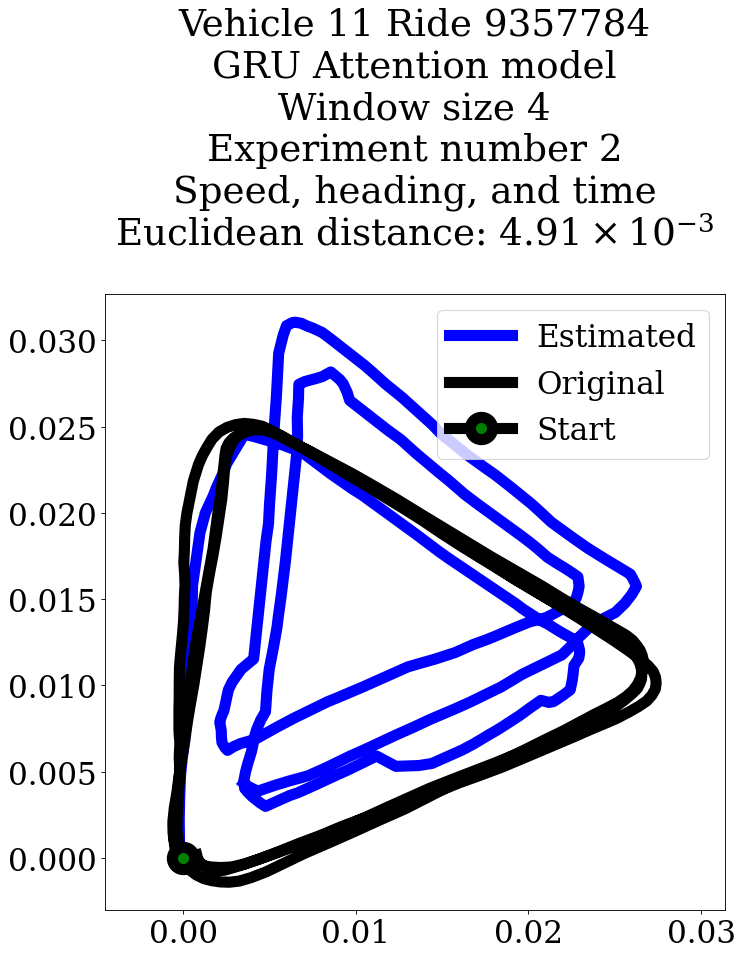 Vehicle 11 Ride 9357784
GRU Attention model
Window size 4
Experiment number 2
Speed, heading, and time
Euclidean distance: 4.91 × 10⁻³
Estimated
Original
Start
0.030
0.025
0.020
0.015
0.010
0.005
0.000
0.00 0.01 0.02 0.03